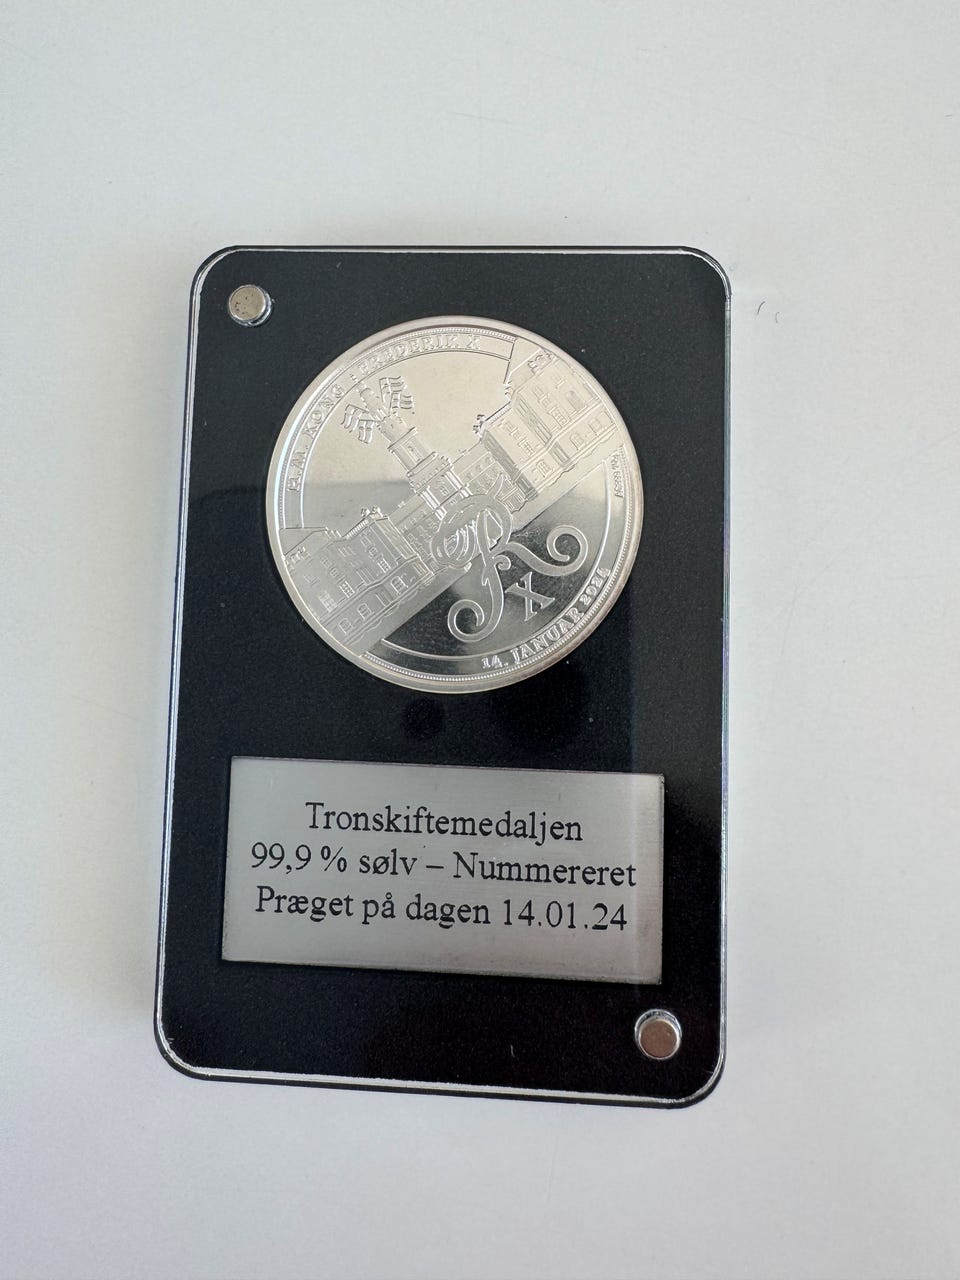 H.M. KONG FREDERIK X
X
14. JANUAR 2024
Tronskiftemedaljen
99,9 % sølv – Nummereret
Præget på dagen 14.01.24